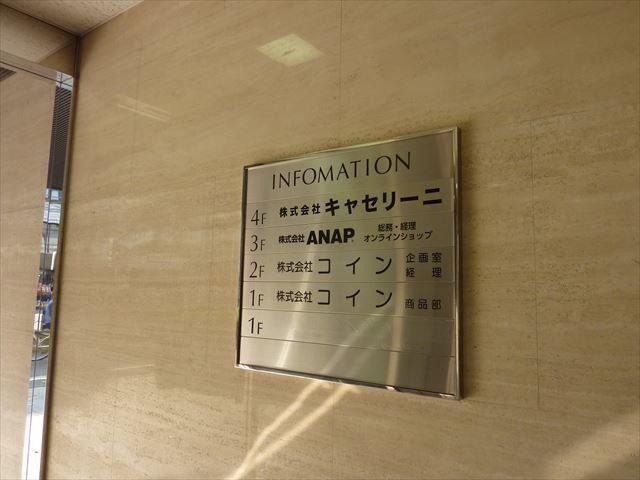 INFOMATION
4F 株式会社 キャセリーニ
3F 株式会社 ANAP 総務・経理
オンラインショップ
2F 株式会社 コイン 企画室
経理
1F 株式会社 コイン 商品部
1F